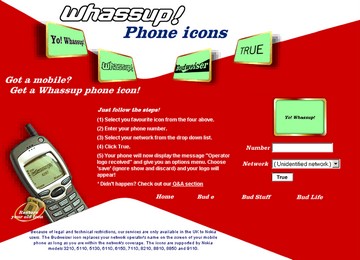 whassup!
Phone icons
Yo! Whassup
whassup!
Budweiser
TRUE
Got a mobile?
Get a Whassup phone icon!
Just follow the steps!
(1) Select you favourite icon from the four above.
(2) Enter your phone number.
(3) Select your network from the drop down list.
(4) Click True.
(5) Your phone will now display the message "Operator
logo received" and give you an options menu. Choose
'save' (ignore show and discard) and your logo will
appear!
* Didn't happen? Check out our Q&A section
Yo! Whassup!
Number
Network [ Unidentified network ]
True
Home Bud e Bud Stuff Bud Life
Because of legal and technical restrictions, our services are only available in the UK to Nokia
users. The Budweiser icon replaces your network operator's name on the screen of your mobile
phone as long as you are within the network's coverage. The icons are supported by Nokia
models 3210, 5110, 5130, 6110, 6150, 7110, 8210, 8810, 8850 and 9110.